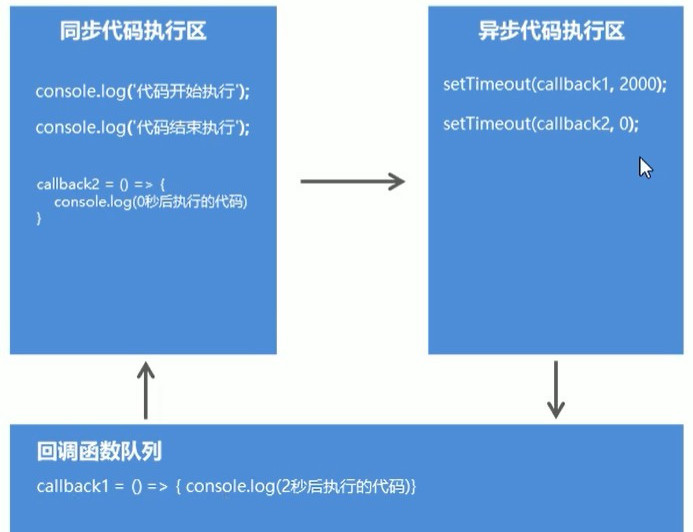 同步代码执行区
console.log('代码开始执行');
console.log('代码结束执行');
callback2 = () => {
console.log(0秒后执行的代码)
}
异步代码执行区
setTimeout(callback1, 2000);
setTimeout(callback2, 0);
回调函数队列
callback1 = () => { console.log(2秒后执行的代码)}